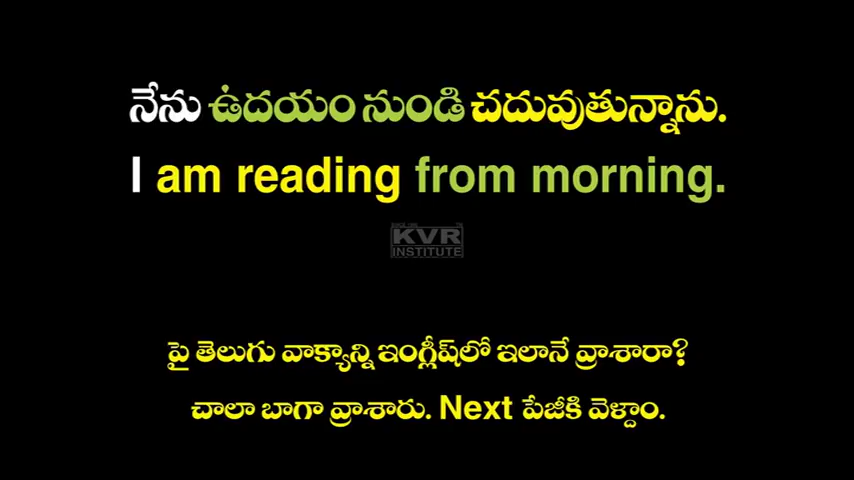 నేను ఉదయం నుండి చదువుతున్నాను.
I am reading from morning.
KVR
INSTITUTE
పై తెలుగు వాక్యాన్ని ఇంగ్లీష్‌లో ఇలానే వ్రాశారా?
చాలా బాగా వ్రాశారు. Next పేజీకి వెళ్దాం.